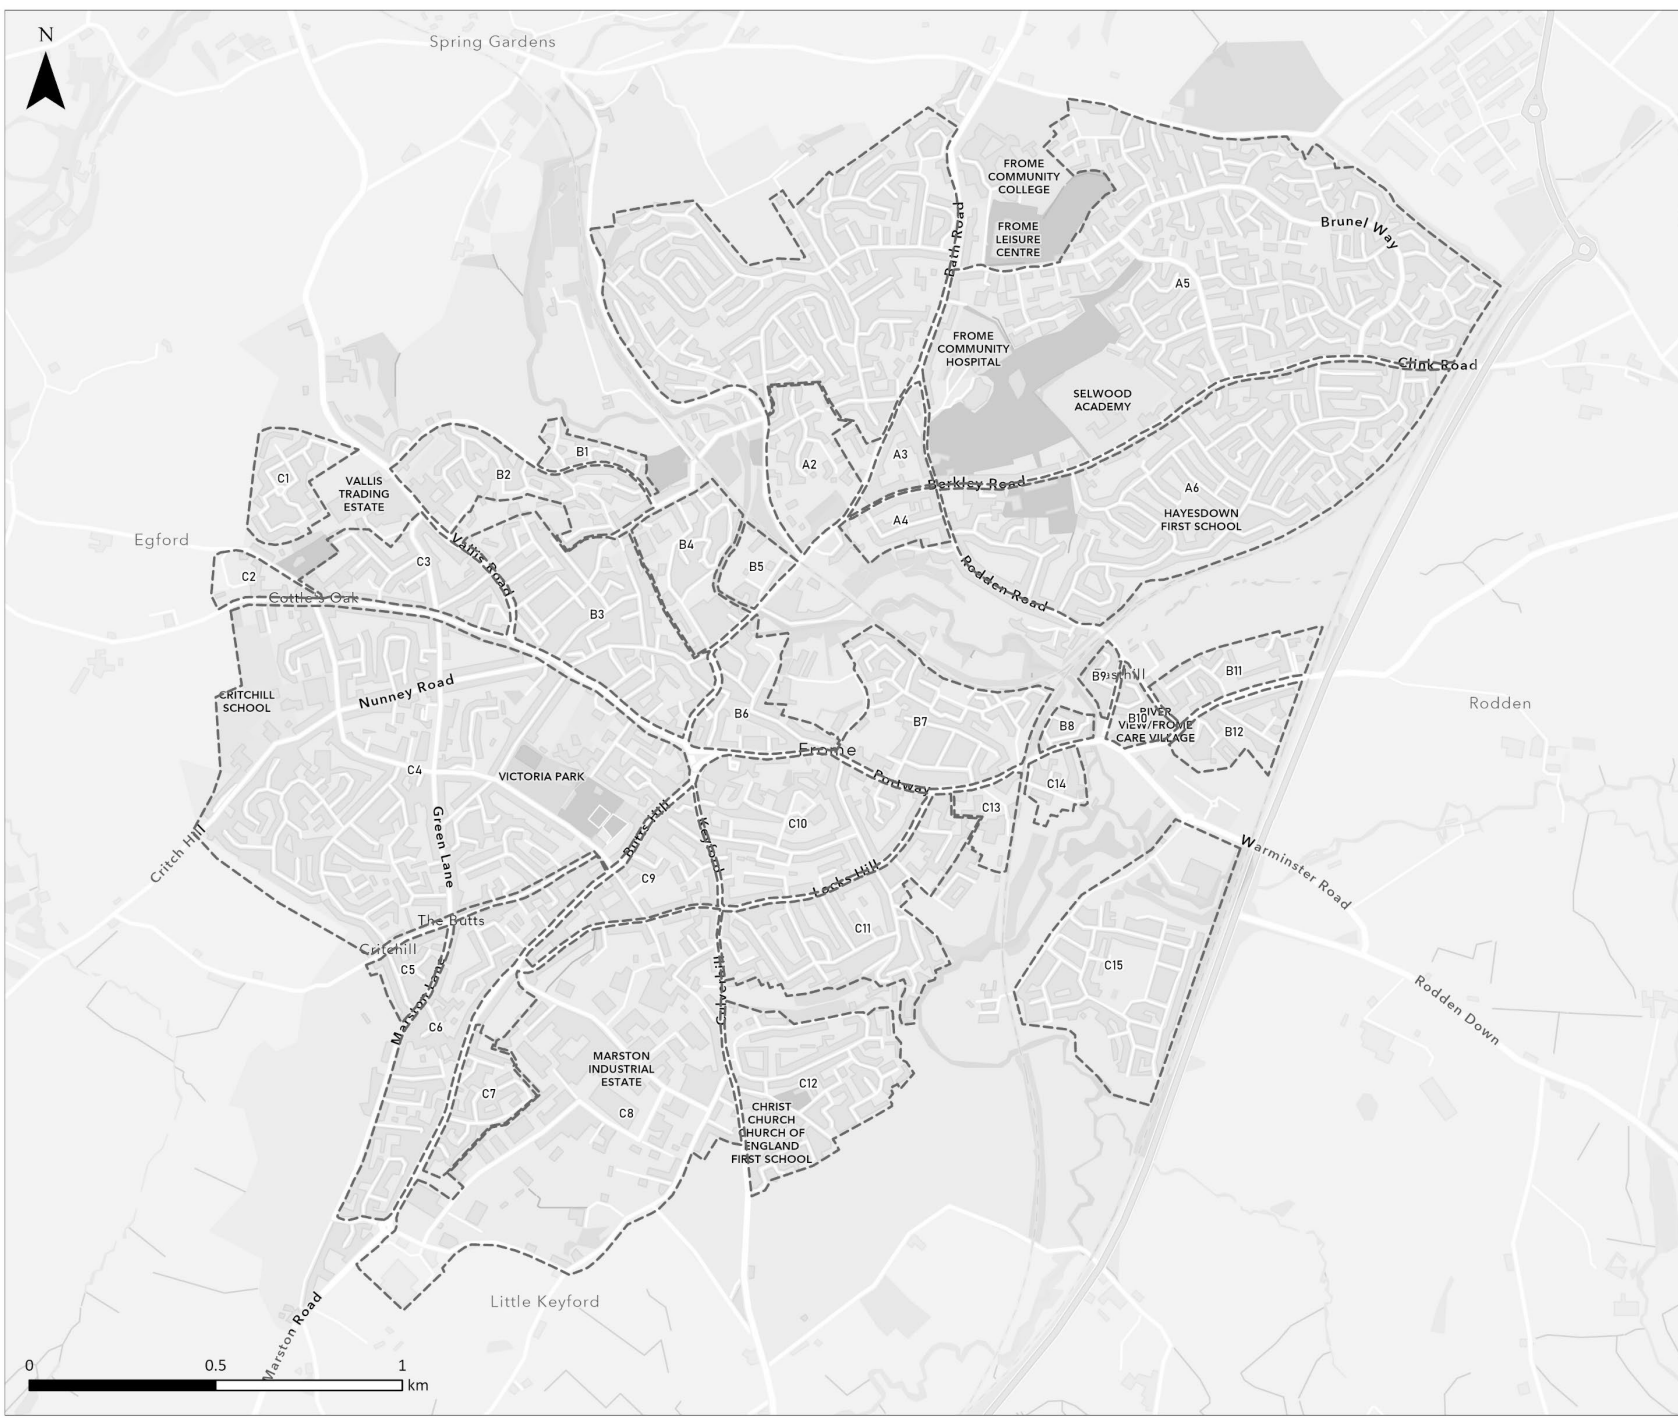 N
Spring Gardens
FROME
COMMUNITY
COLLEGE
FROME
LEISURE
CENTRE
Bath Road
Brunel Way
A5
FROME
COMMUNITY
HOSPITAL
Clink Road
SELWOOD
ACADEMY
A2
A3
Berkley Road
A6
HAYESDOWN
FIRST SCHOOL
A4
C1
VALLIS
TRADING
ESTATE
B2
B1
Egford
C2
C3
Vallis Road
Cottle's Oak
B4
B5
B3
Rodden Road
CRITCHILL
SCHOOL
Nunney Road
B6
B7
B8
B9
Easthill
B10
RIVER
VIEW/FROME
CARE VILLAGE
B11
B12
Rodden
Frome
Portway
C4
VICTORIA PARK
C14
C13
C10
Green Lane
Butts Hill
Keyford
Critch Hill
Locks Hill
Warminster Road
C9
The Butts
Critchill
C11
C5
Marston Lane
Culverhill
C15
Rodden Down
C6
MARSTON
INDUSTRIAL
ESTATE
C7
C8
C12
CHRIST
CHURCH
CHURCH OF
ENGLAND
FIRST SCHOOL
Little Keyford
Marston Road
0 0.5 1
km